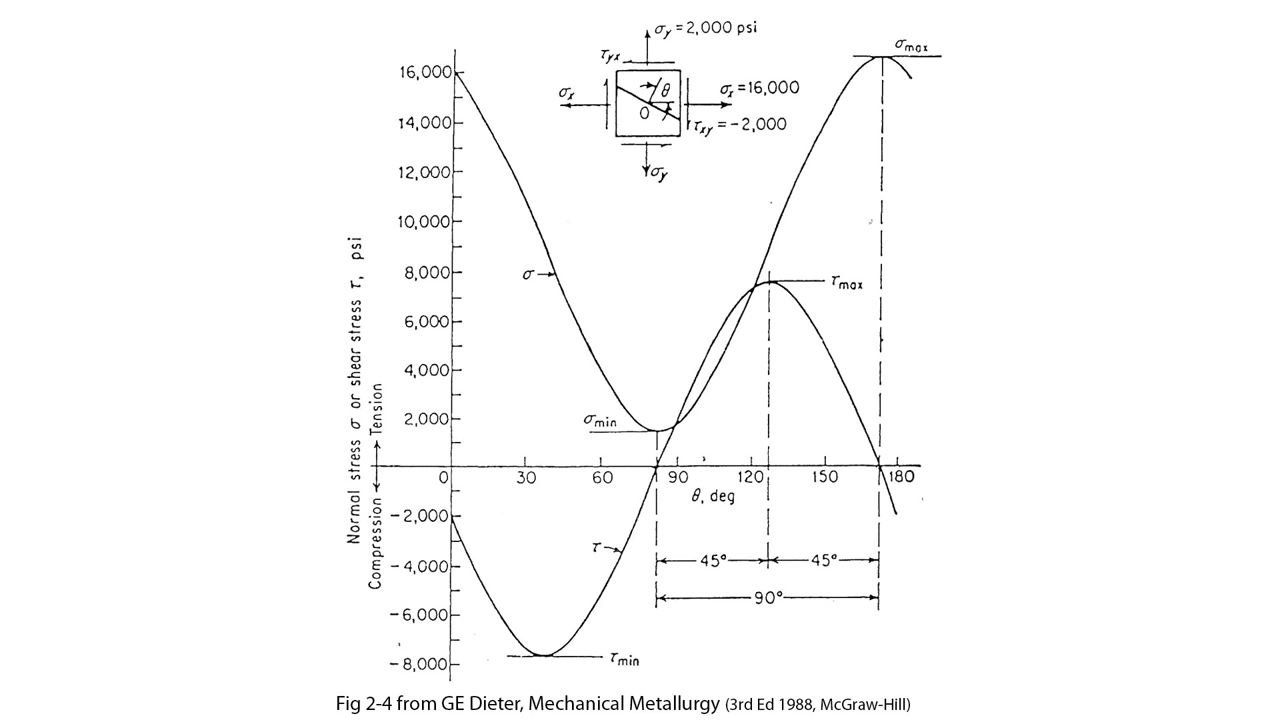 σy = 2,000 psi
τyx
σmax
16,000
θ
σx
σx = 16,000
O
τxy = −2,000
14,000
12,000
σy
10,000
8,000
σ
τmax
6,000
4,000
2,000
σmin
0
30
60
90
120
150
180
θ, deg
−2,000
τ
45°
45°
−4,000
90°
−6,000
τmin
−8,000
Normal stress σ or shear stress τ, psi
Compression ↔ Tension
Fig 2-4 from GE Dieter, Mechanical Metallurgy (3rd Ed 1988, McGraw-Hill)